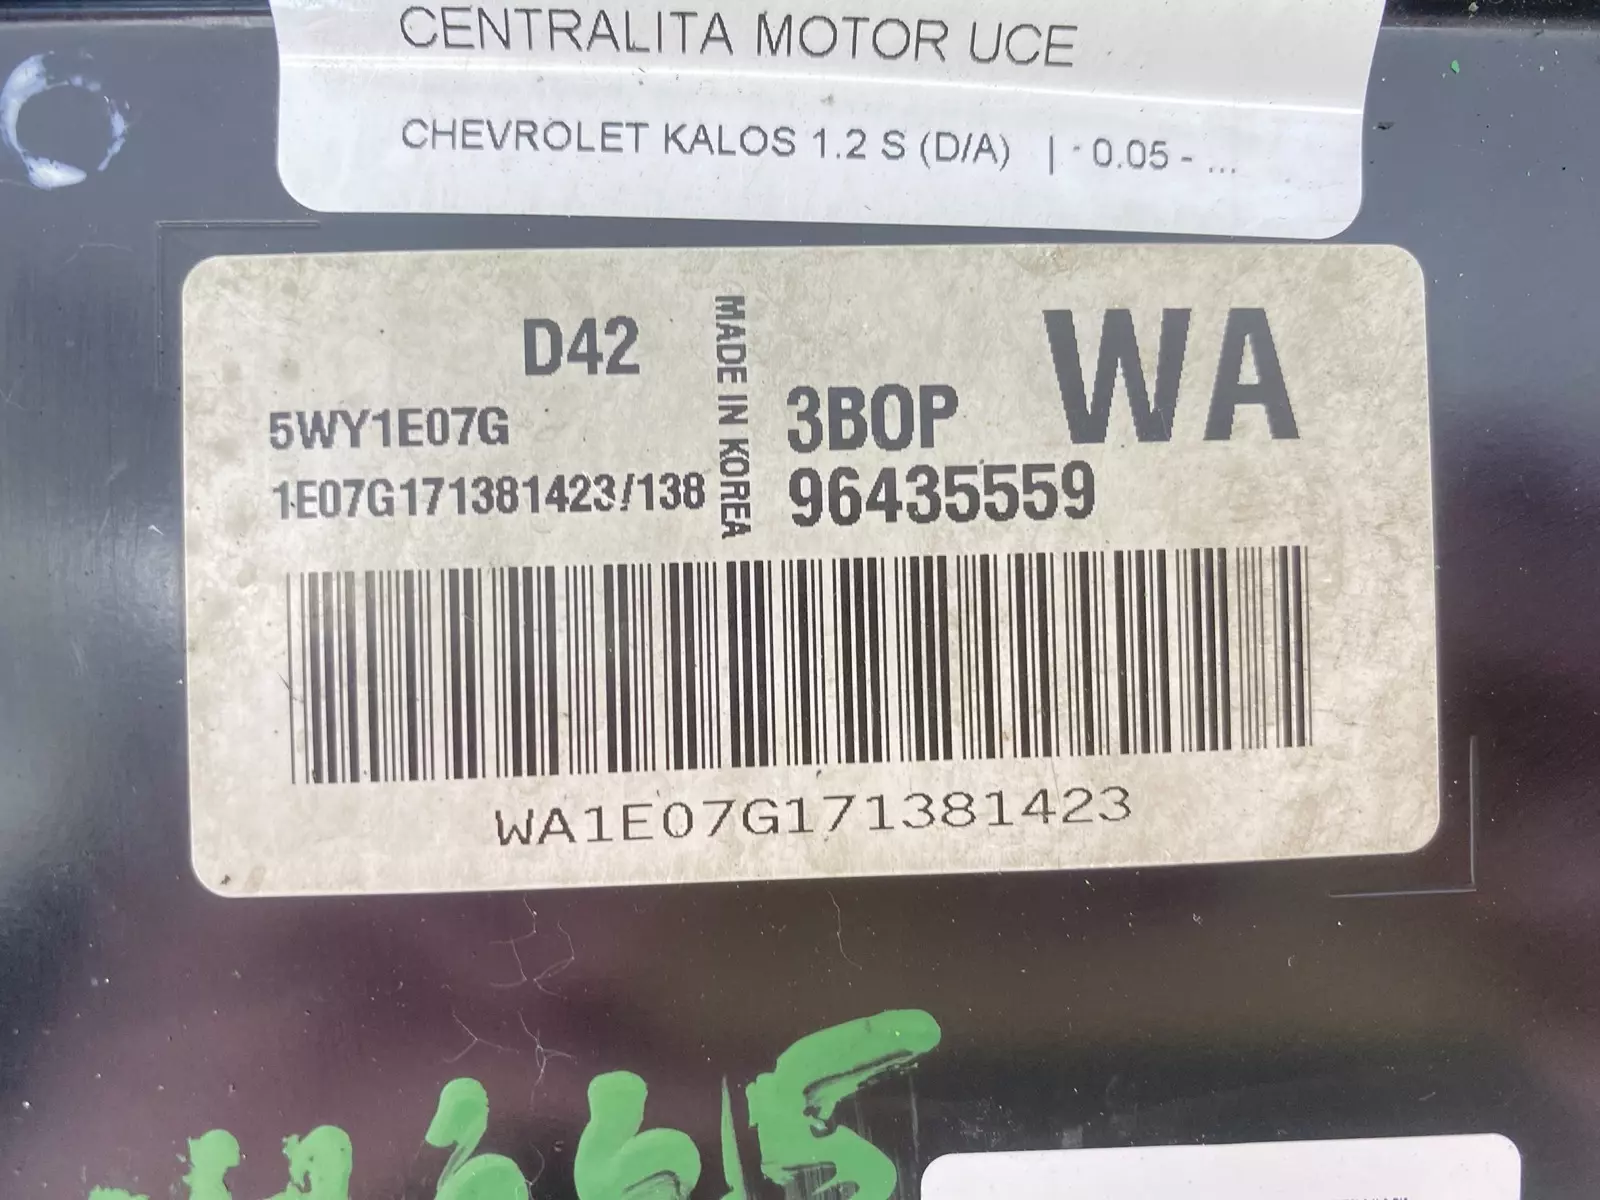 CENTRALITA MOTOR UCE
CHEVROLET KALOS 1.2 S (D/A) | 0.05 - ...
D42
5WY1E07G
1E07G171381423/138
MADE IN KOREA
3BOP
WA
96435559
WA1E07G171381423